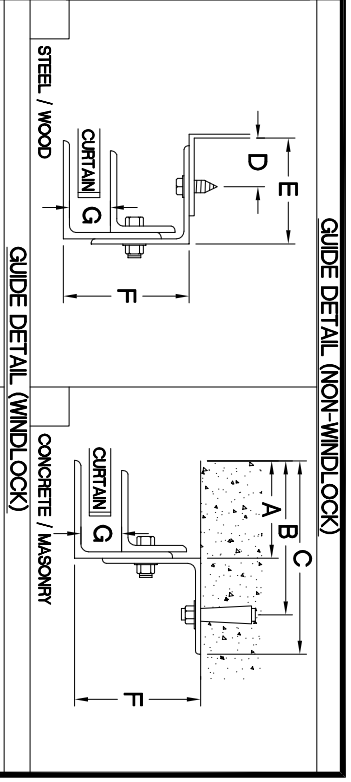 GUIDE DETAIL (NON-WINDLOCK)
D
E
CURTAIN
G
F
STEEL / WOOD
A
B
C
CURTAIN
G
F
CONCRETE / MASONRY
GUIDE DETAIL (WINDLOCK)